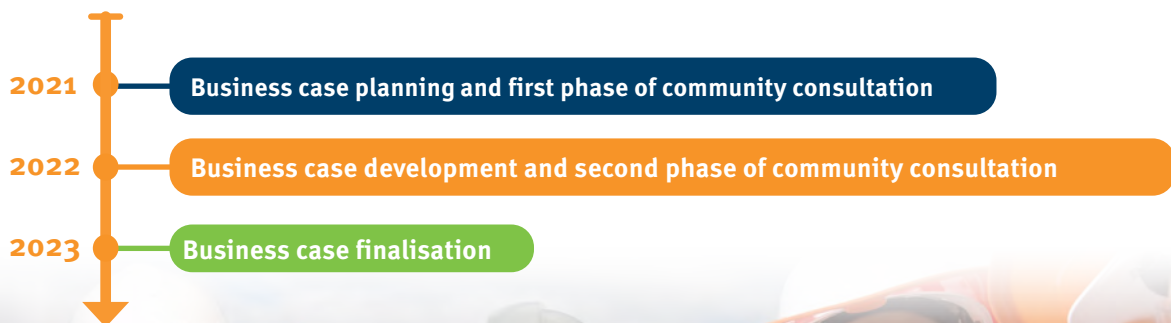 2021 Business case planning and first phase of community consultation
2022 Business case development and second phase of community consultation
2023 Business case finalisation